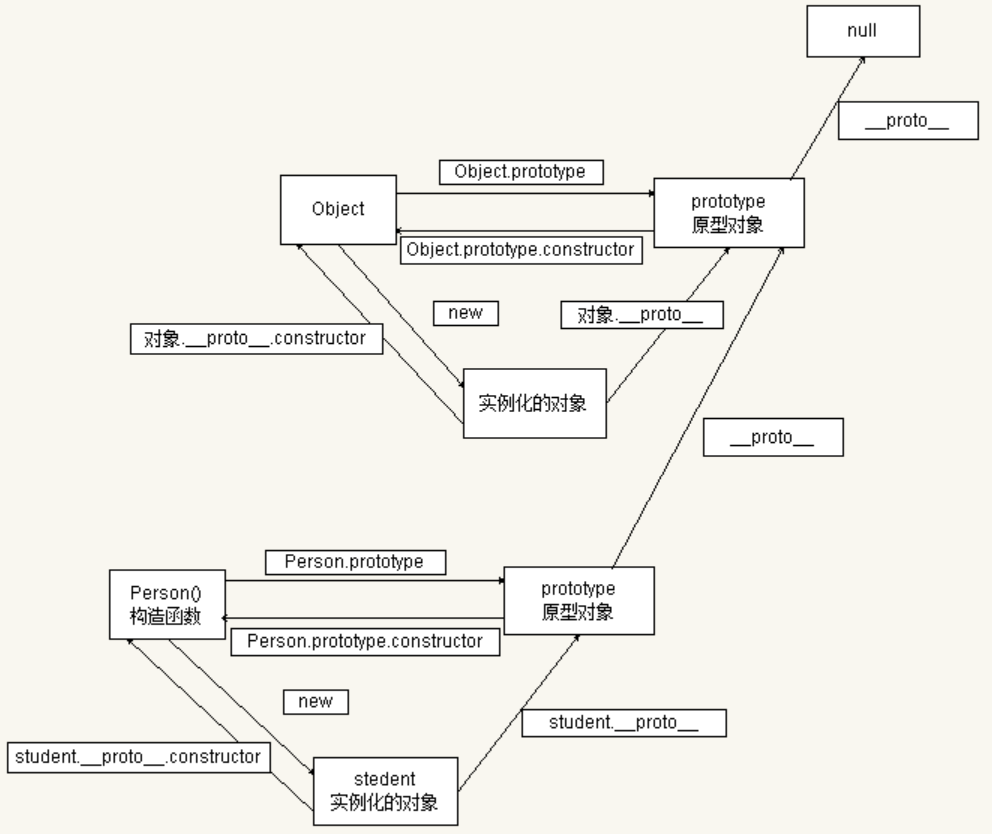 null
__proto__
Object.prototype
Object
prototype
原型对象
Object.prototype.constructor
new
对象.__proto__
对象.__proto__.constructor
实例化的对象
__proto__
Person.prototype
Person()
构造函数
prototype
原型对象
Person.prototype.constructor
new
student.__proto__
student.__proto__.constructor
stedent
实例化的对象